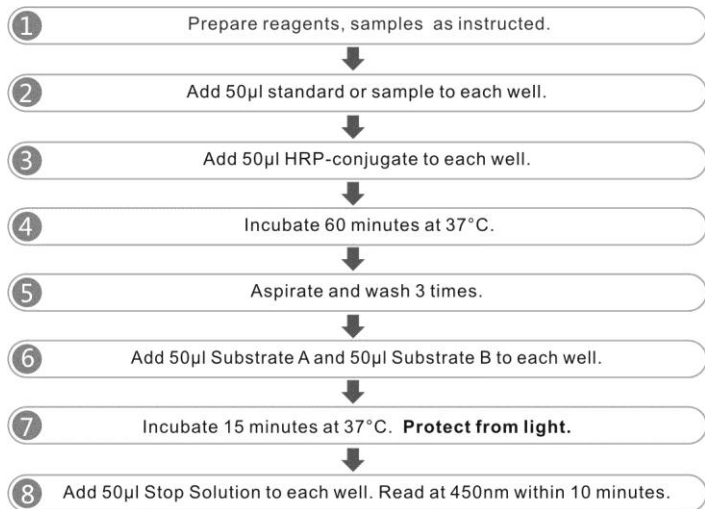 1 Prepare reagents, samples as instructed.
2 Add 50μl standard or sample to each well.
3 Add 50μl HRP-conjugate to each well.
4 Incubate 60 minutes at 37°C.
5 Aspirate and wash 3 times.
6 Add 50μl Substrate A and 50μl Substrate B to each well.
7 Incubate 15 minutes at 37°C. Protect from light.
8 Add 50μl Stop Solution to each well. Read at 450nm within 10 minutes.